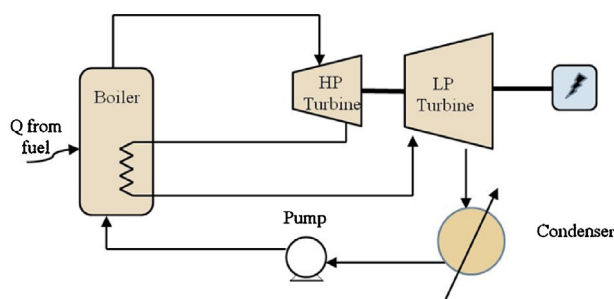 Boiler
HP
Turbine
LP
Turbine
Q from
fuel
Pump
Condenser